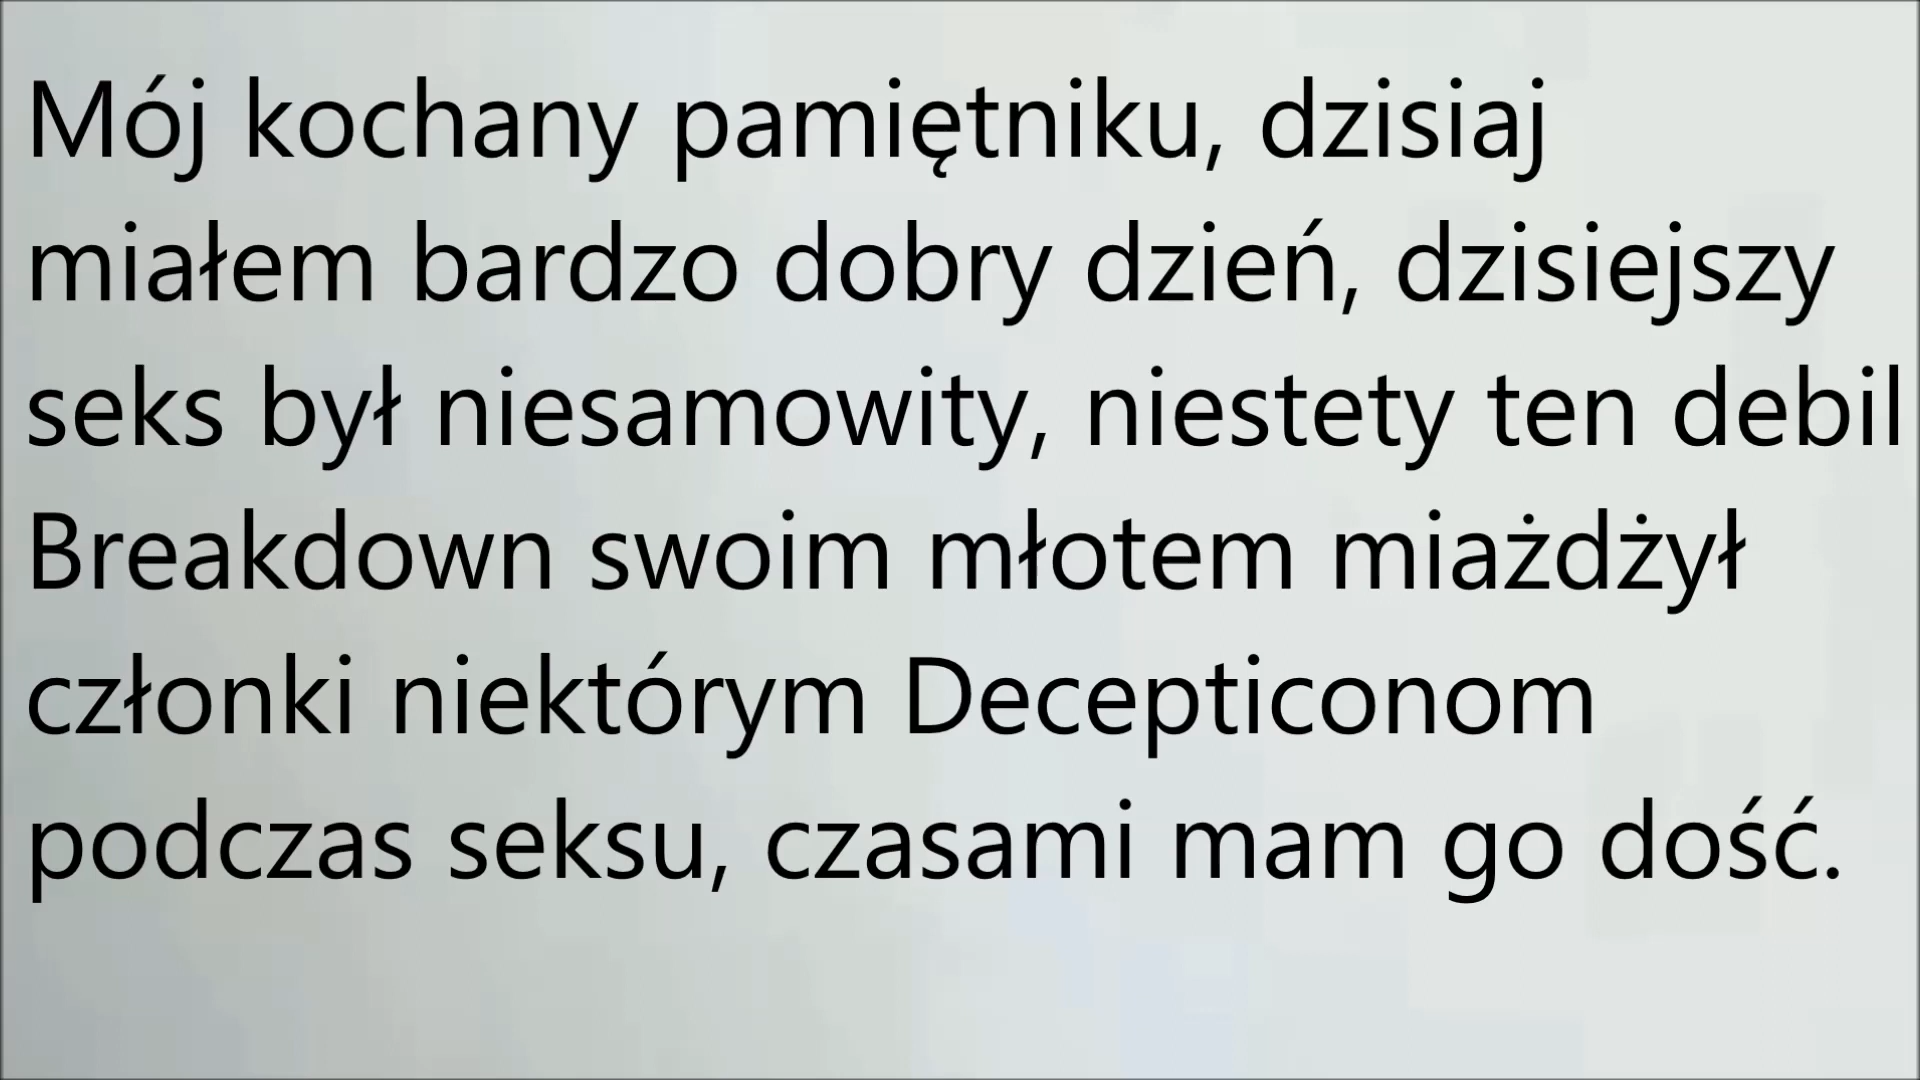 Mój kochany pamiętniku, dzisiaj
miałem bardzo dobry dzień, dzisiejszy
seks był niesamowity, niestety ten debil
Breakdown swoim młotem miażdżył
członki niektórym Decepticonom
podczas seksu, czasami mam go dość.